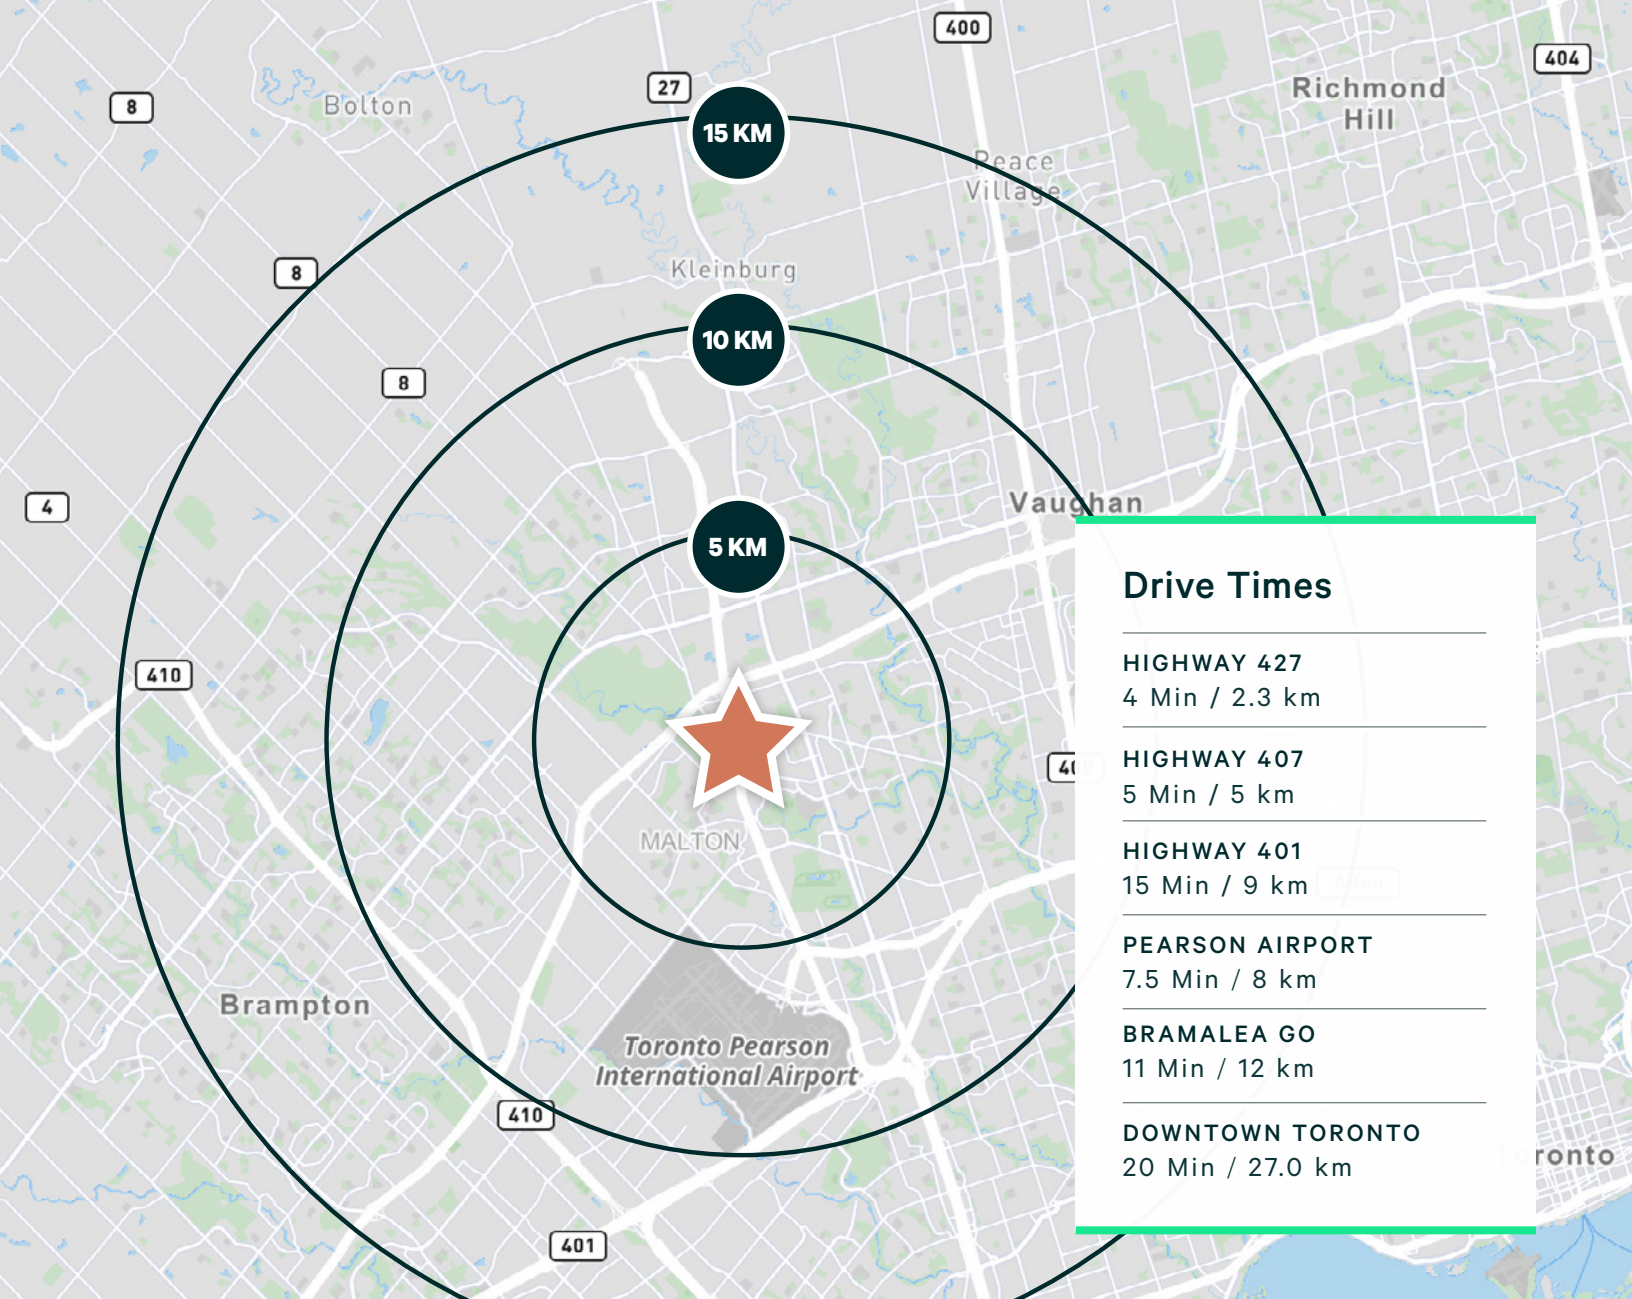 400
404
27
8
Bolton
Richmond
Hill
15 KM
Peace
Village
8
Kleinburg
10 KM
8
4
Vaughan
5 KM
Drive Times
HIGHWAY 427
4 Min / 2.3 km
410
HIGHWAY 407
5 Min / 5 km
MALTON
HIGHWAY 401
15 Min / 9 km
PEARSON AIRPORT
7.5 Min / 8 km
Brampton
Toronto Pearson
International Airport
BRAMALEA GO
11 Min / 12 km
410
DOWNTOWN TORONTO
20 Min / 27.0 km
401